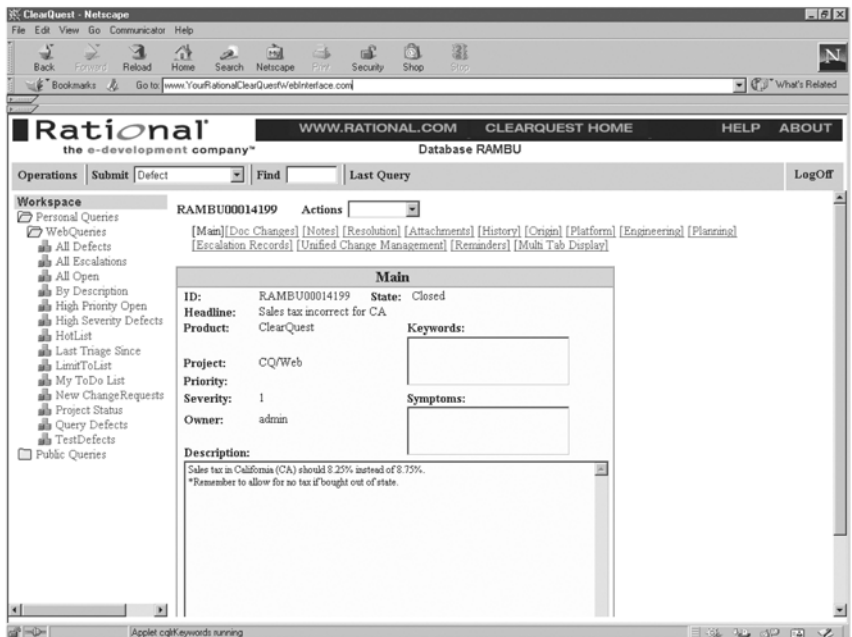 ClearQuest - Netscape
File Edit View Go Communicator Help
Back Forward Reload Home Search Netscape Print Security Shop Stop
Bookmarks Go to: www.YourRationalClearQuestWebInterface.com What's Related
N
Rational WWW.RATIONAL.COM CLEARQUEST HOME HELP ABOUT
the e-development company™ Database RAMBU
Operations Submit Defect Find Last Query LogOff
Workspace
Personal Queries
WebQueries
All Defects
All Escalations
All Open
By Description
High Priority Open
High Severity Defects
HotList
Last Triage Since
LimitToList
My ToDo List
New ChangeRequests
Project Status
Query Defects
TestDefects
Public Queries
RAMBU00014199 Actions
[Main][Doc Changes] [Notes] [Resolution] [Attachments] [History] [Origin] [Platform] [Engineering] [Planning]
[Escalation Records] [Unified Change Management] [Reminders] [Multi Tab Display]
Main
ID: RAMBU00014199 State: Closed
Headline: Sales tax incorrect for CA
Product: ClearQuest Keywords:
Project: CQ/Web
Priority:
Severity: 1 Symptoms:
Owner: admin
Description:
Sales tax in California (CA) should 8.25% instead of 8.75%.
*Remember to allow for no tax if bought out of state.
Applet cqlrKeywords running